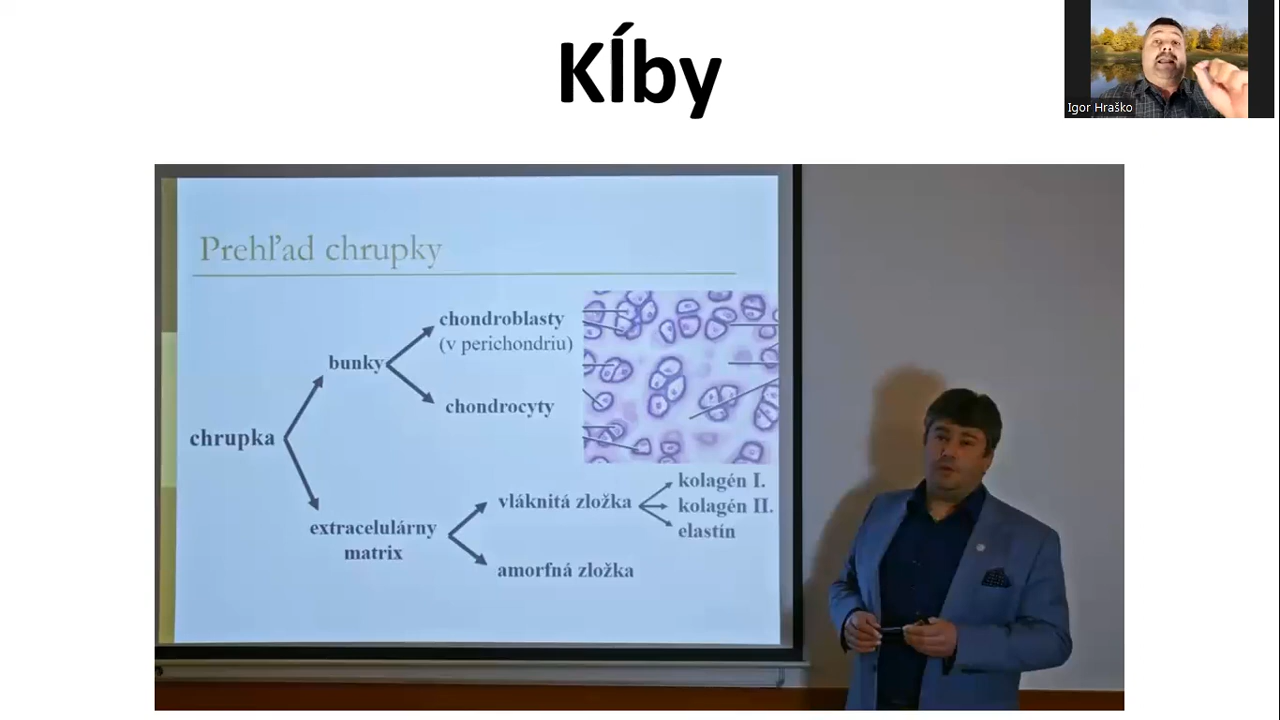 Kĺby
Igor Hraško
Prehľad chrupky
chondroblasty
(v perichondriu)
bunky
chondrocyty
chrupka
kolagén I.
vláknitá zložka
kolagén II.
extracelulárny
matrix
elastín
amorfná zložka